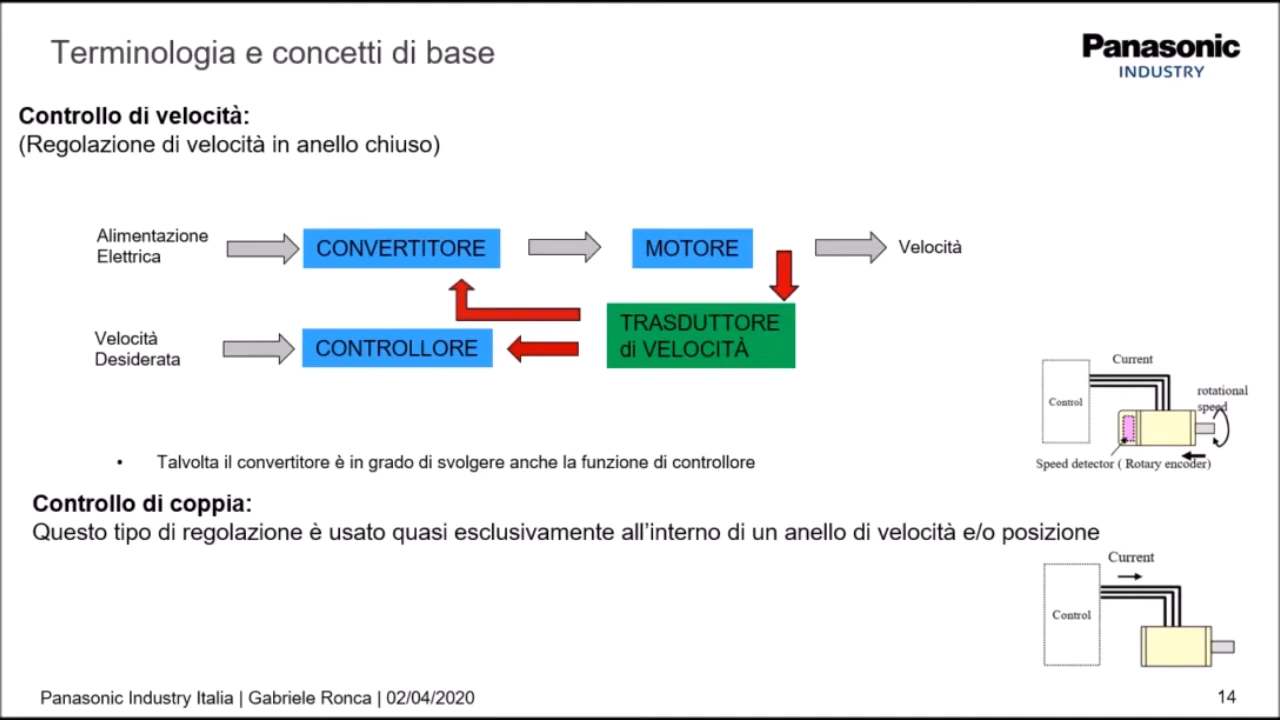 Terminologia e concetti di base
Panasonic
INDUSTRY
Controllo di velocità:
(Regolazione di velocità in anello chiuso)
Alimentazione
Elettrica
CONVERTITORE
MOTORE
Velocità
TRASDUTTORE
di VELOCITÀ
Velocità
Desiderata
CONTROLLORE
Current
Control
rotational
speed
Speed detector ( Rotary encoder)
• Talvolta il convertitore è in grado di svolgere anche la funzione di controllore
Controllo di coppia:
Questo tipo di regolazione è usato quasi esclusivamente all'interno di un anello di velocità e/o posizione
Current
Control
Panasonic Industry Italia | Gabriele Ronca | 02/04/2020
14